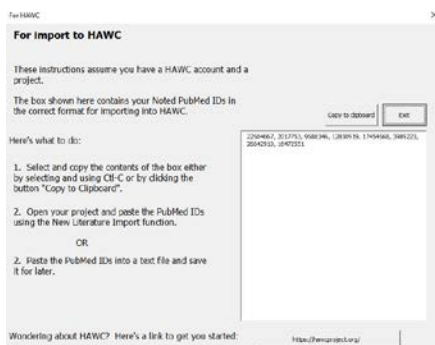 For HAWC
For import to HAWC
These instructions assume you have a HAWC account and a
project.
The box shown here contains your Noted PubMed IDs in
the correct format for importing into HAWC.
Copy to clipboard
Exit
Here's what to do:
1. Select and copy the contents of the box either
by selecting and using Ctl-C or by clicking the
button "Copy to Clipboard".
2. Open your project and paste the PubMed IDs
using the New Literature Import function.
OR
2. Paste the PubMed IDs into a text file and save
it for later.
Wondering about HAWC? Here's a link to get you started:
https://hawcproject.org/